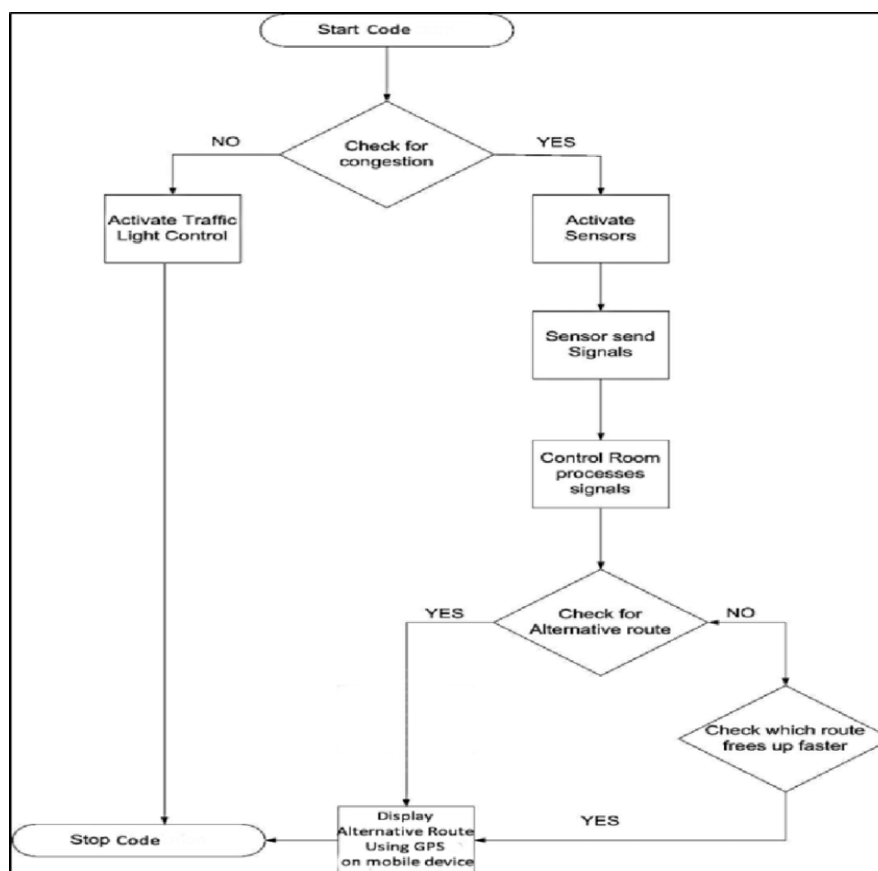 Start Code
NO
YES
Check for
congestion
Activate Traffic
Light Control
Activate
Sensors
Sensor send
Signals
Control Room
processes
signals
YES
Check for
Alternative route
NO
Check which route
frees up faster
YES
Display
Alternative Route
Using GPS
on mobile device
Stop Code